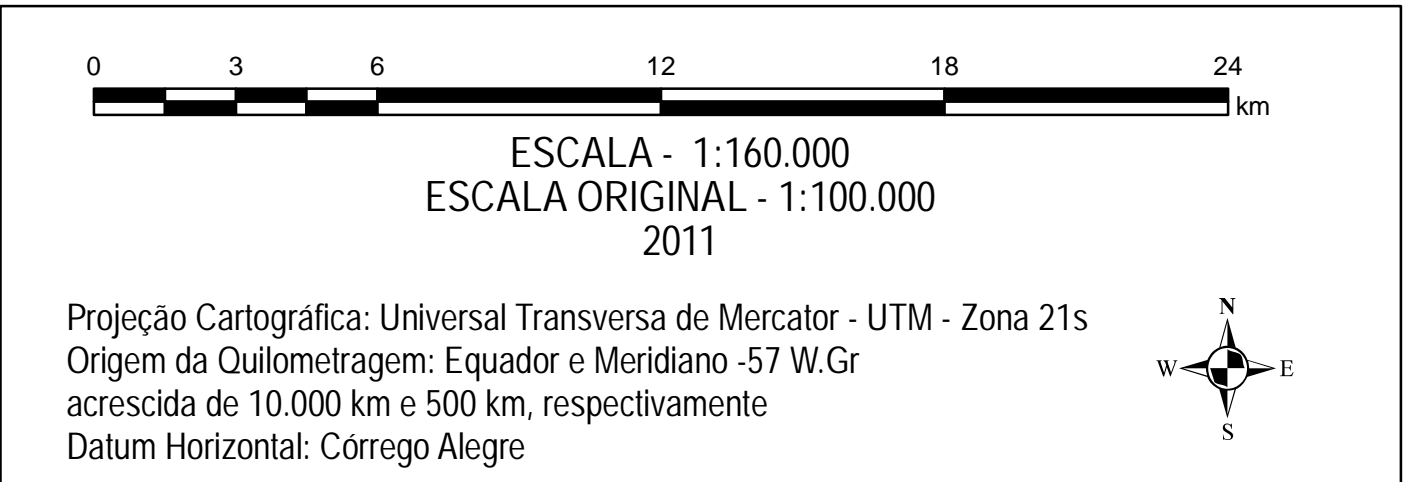 0 3 6 12 18 24
km
ESCALA - 1:160.000
ESCALA ORIGINAL - 1:100.000
2011
Projeção Cartográfica: Universal Transversa de Mercator - UTM - Zona 21s
Origem da Quilometragem: Equador e Meridiano -57 W.Gr
acrescida de 10.000 km e 500 km, respectivamente
Datum Horizontal: Córrego Alegre
N
W E
S